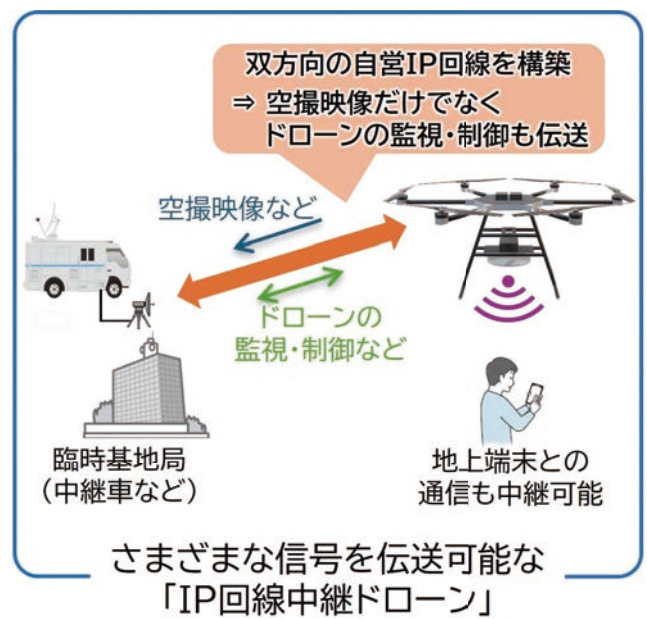 双方向の自営IP回線を構築
⇒ 空撮映像だけでなく
ドローンの監視・制御も伝送
空撮映像など
ドローンの
監視・制御など
臨時基地局
（中継車など）
地上端末との
通信も中継可能
さまざまな信号を伝送可能な
「IP回線中継ドローン」